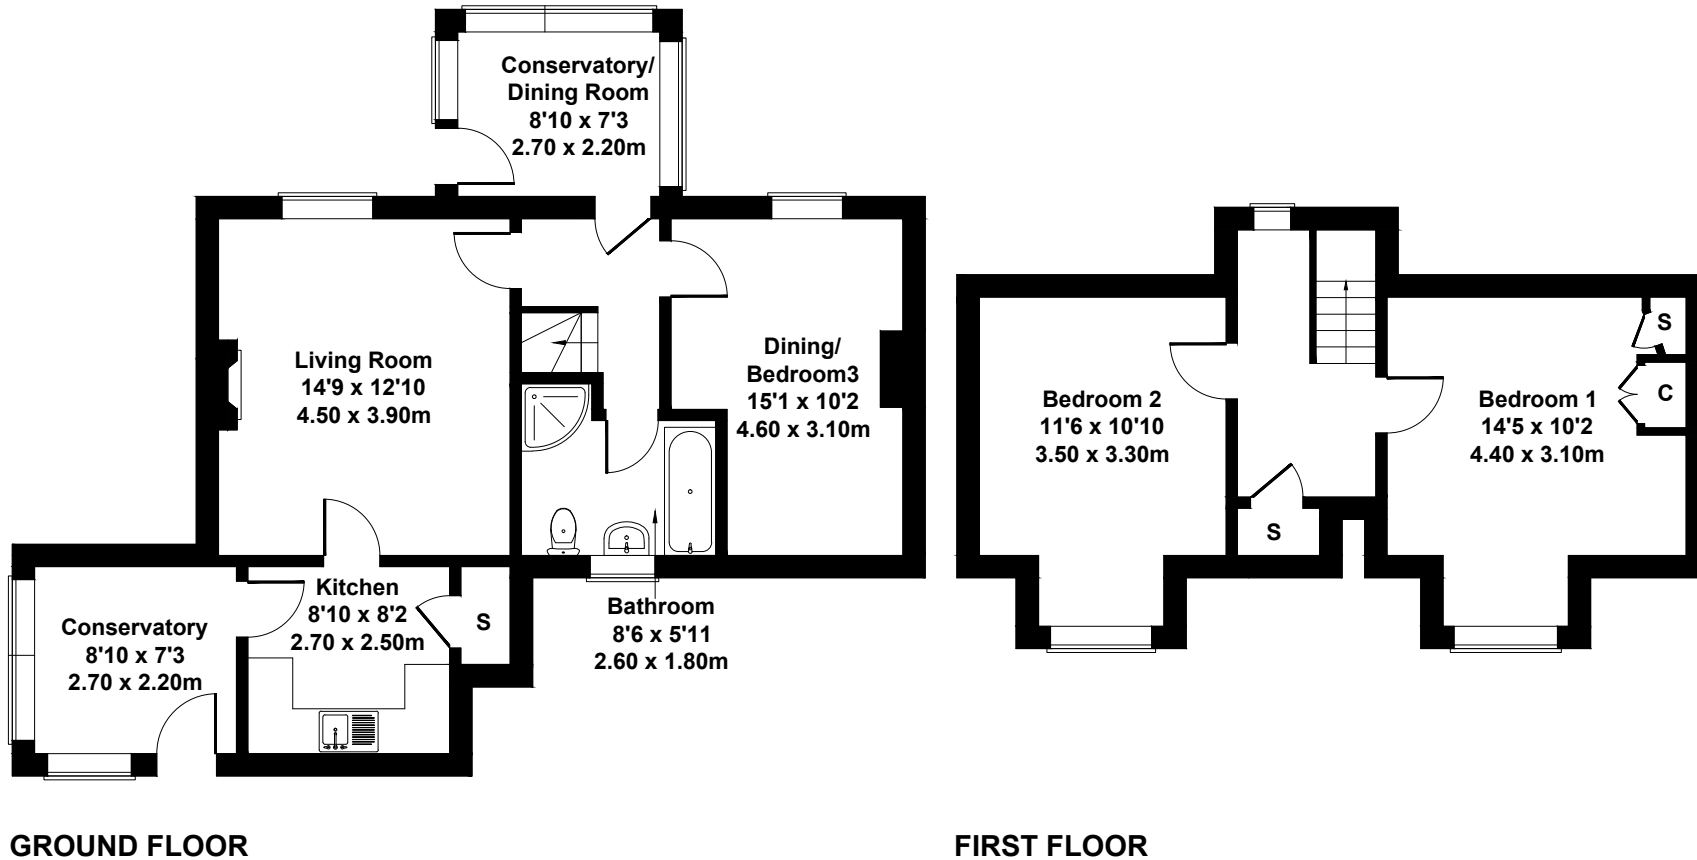 Conservatory/
Dining Room
8'10 x 7'3
2.70 x 2.20m
Living Room
14'9 x 12'10
4.50 x 3.90m
Dining/
Bedroom3
15'1 x 10'2
4.60 x 3.10m
Kitchen
8'10 x 8'2
2.70 x 2.50m
S
Conservatory
8'10 x 7'3
2.70 x 2.20m
Bathroom
8'6 x 5'11
2.60 x 1.80m
GROUND FLOOR
Bedroom 2
11'6 x 10'10
3.50 x 3.30m
S
Bedroom 1
14'5 x 10'2
4.40 x 3.10m
S
C
FIRST FLOOR